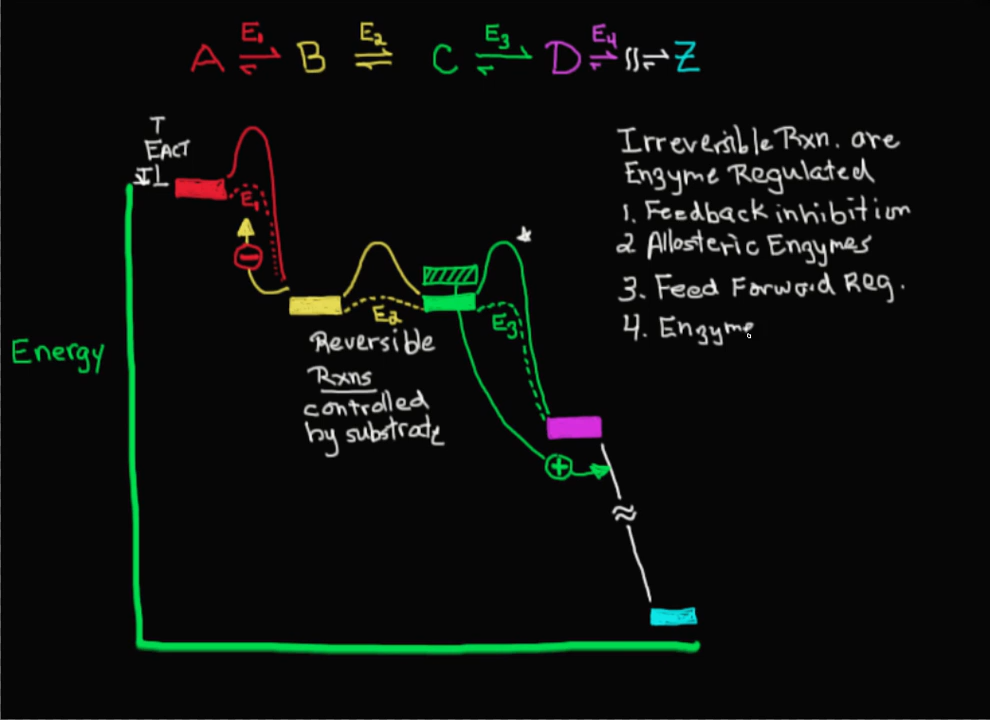 A E₁ B E₂ C E₃ D E₄ Z
T
EACT
Irreversible Rxn. are
Enzyme Regulated
1. Feedback inhibition
2 Allosteric Enzymes
3. Feed Forward Reg.
4. Enzyme
E₁
E₂
E₃
Energy
Reversible
Rxns
controlled
by substrate